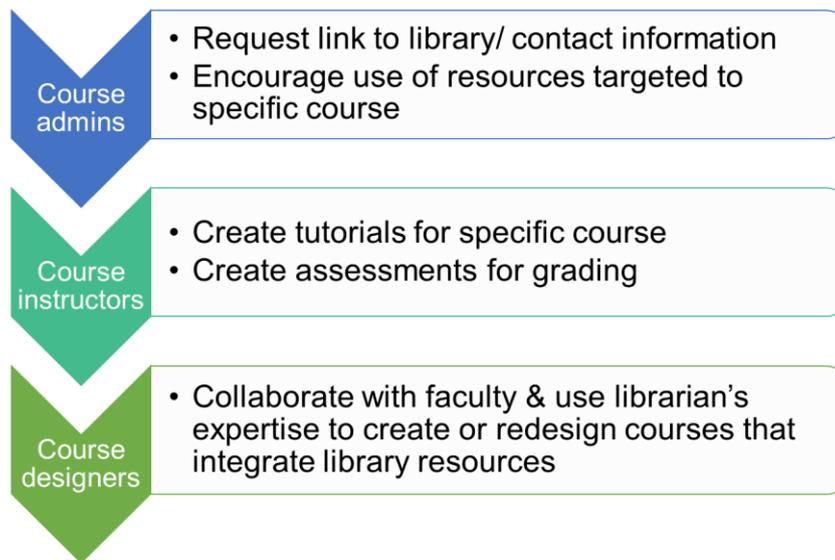 Course
admins
• Request link to library/ contact information
• Encourage use of resources targeted to
specific course
Course
instructors
• Create tutorials for specific course
• Create assessments for grading
Course
designers
• Collaborate with faculty & use librarian’s
expertise to create or redesign courses that
integrate library resources